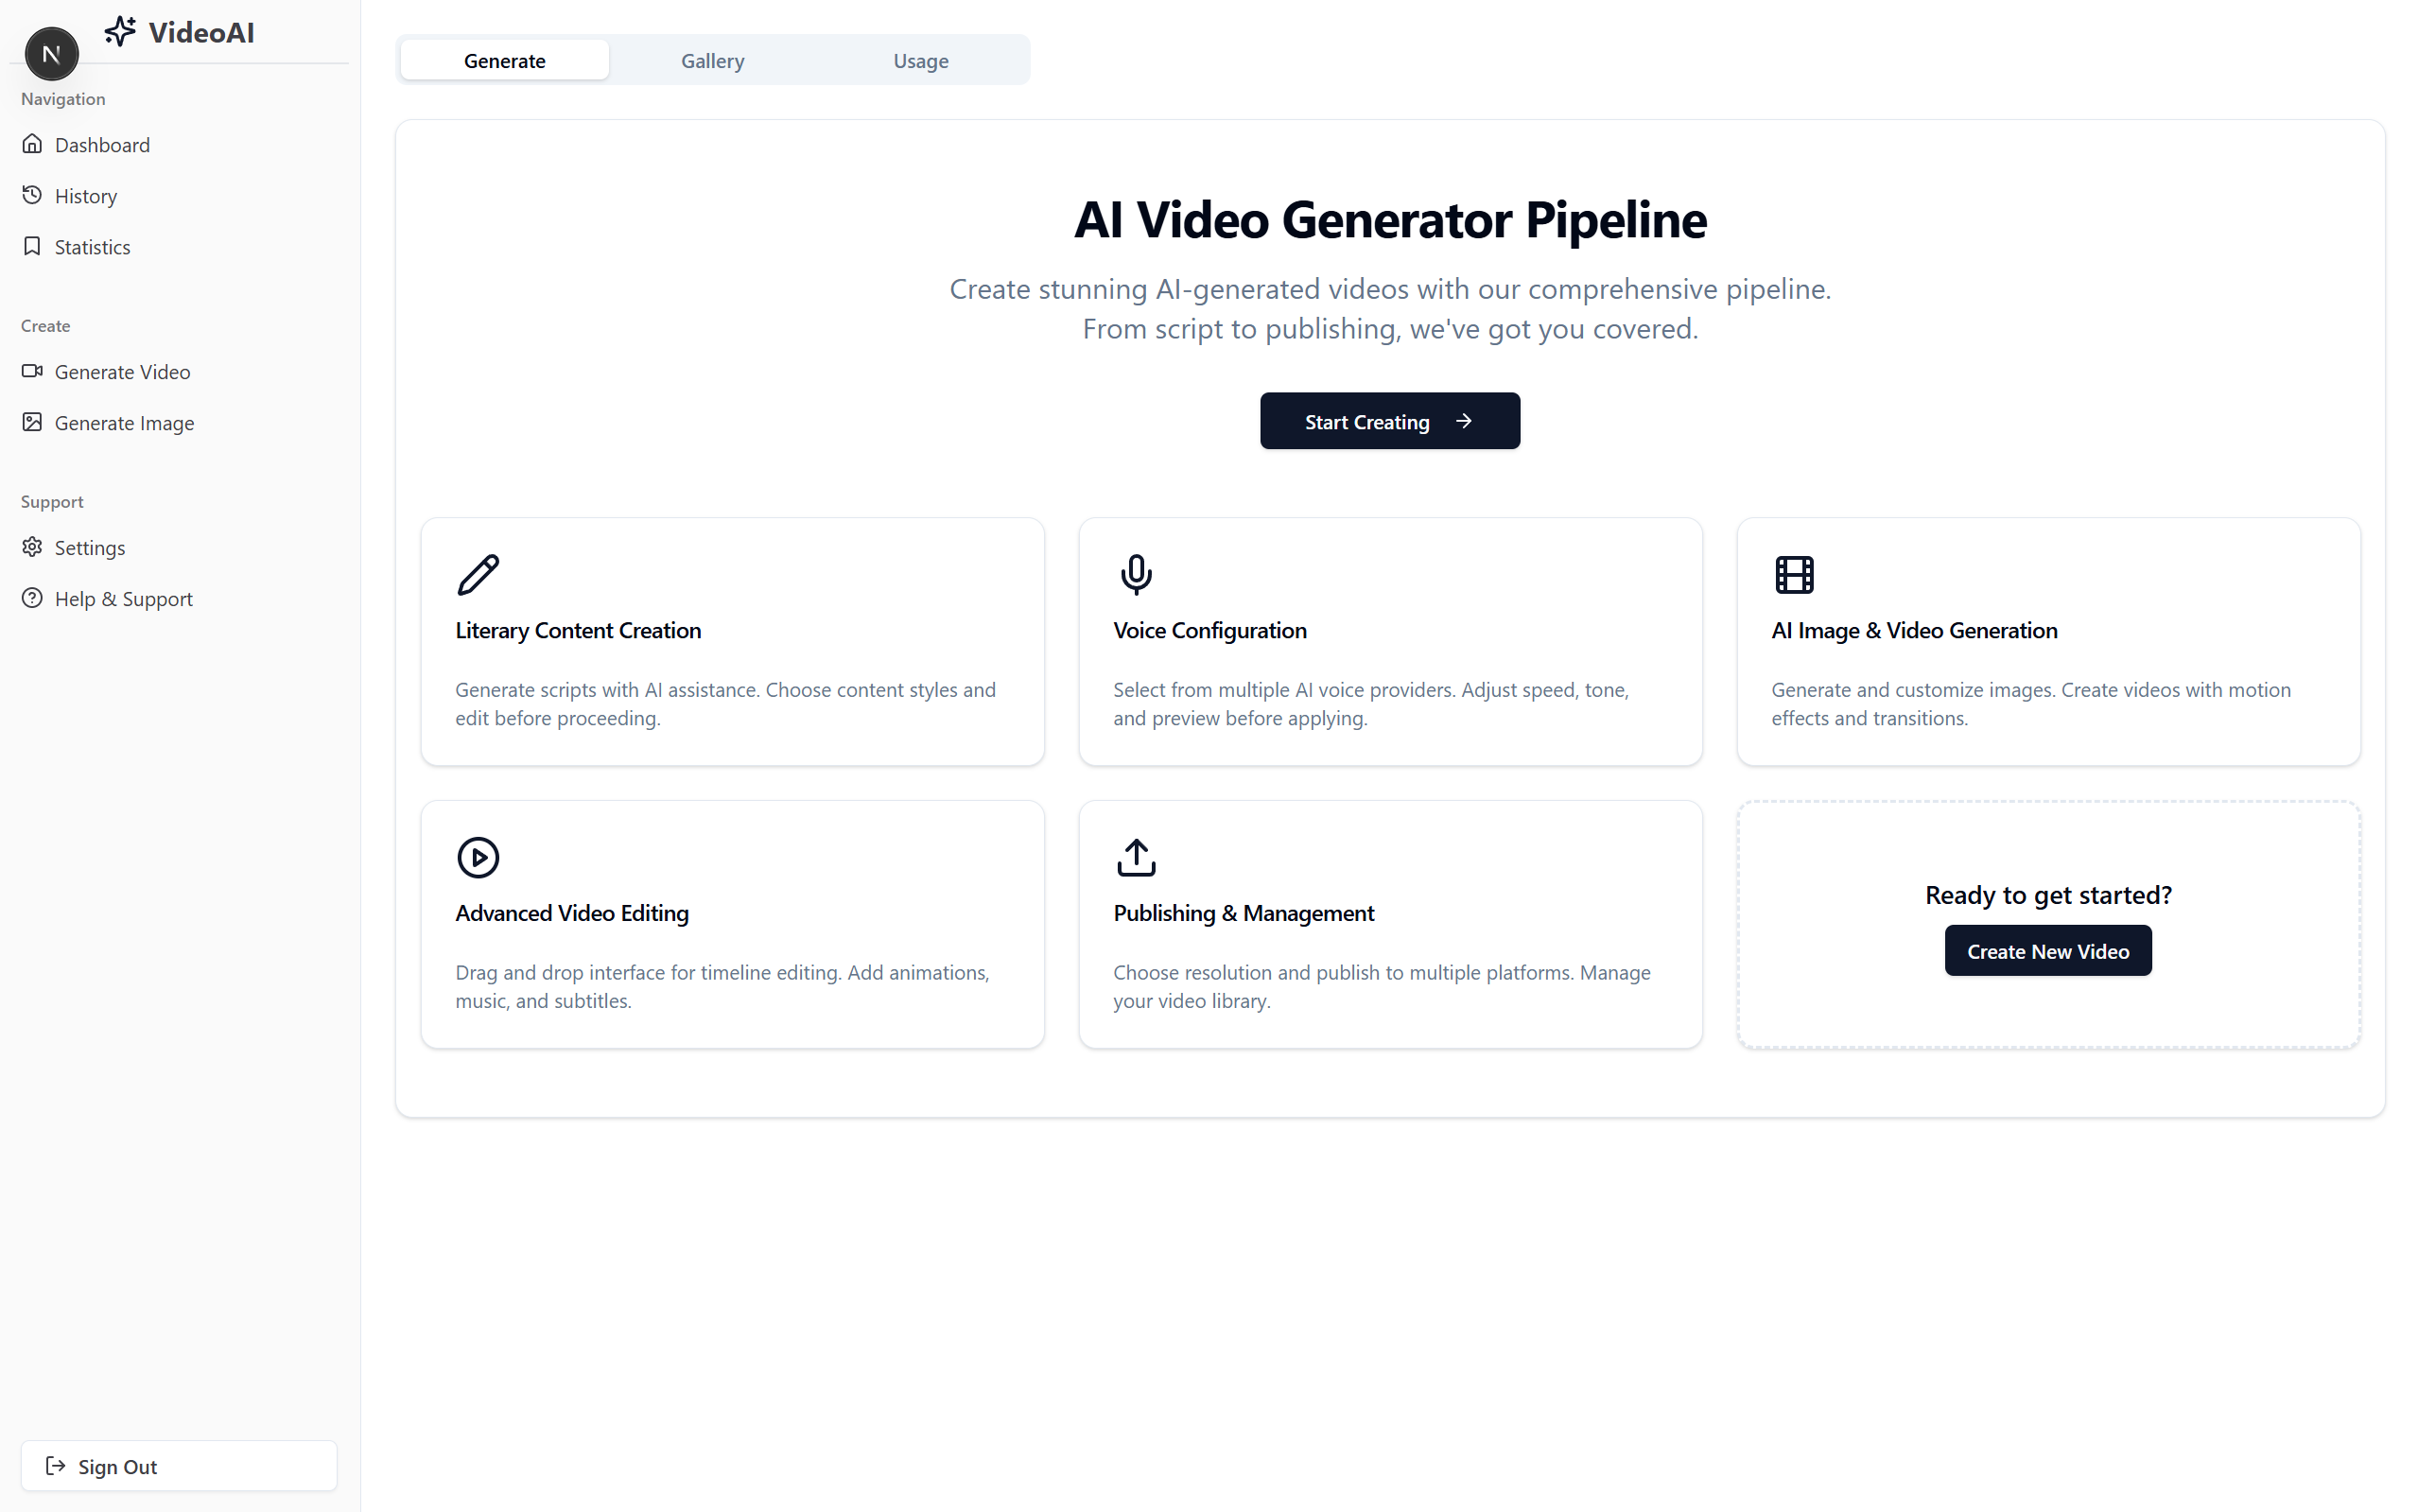 N
VideoAI
Navigation
Dashboard
History
Statistics
Create
Generate Video
Generate Image
Support
Settings
Help & Support
Sign Out
Generate
Gallery
Usage
AI Video Generator Pipeline
Create stunning AI-generated videos with our comprehensive pipeline.
From script to publishing, we've got you covered.
Start Creating
Literary Content Creation
Generate scripts with AI assistance. Choose content styles and
edit before proceeding.
Voice Configuration
Select from multiple AI voice providers. Adjust speed, tone,
and preview before applying.
AI Image & Video Generation
Generate and customize images. Create videos with motion
effects and transitions.
Advanced Video Editing
Drag and drop interface for timeline editing. Add animations,
music, and subtitles.
Publishing & Management
Choose resolution and publish to multiple platforms. Manage
your video library.
Ready to get started?
Create New Video